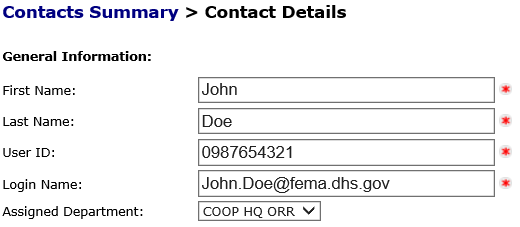 Contacts Summary > Contact Details
General Information:
First Name: John *
Last Name: Doe *
User ID: 0987654321 *
Login Name: John.Doe@fema.dhs.gov *
Assigned Department: COOP HQ ORR